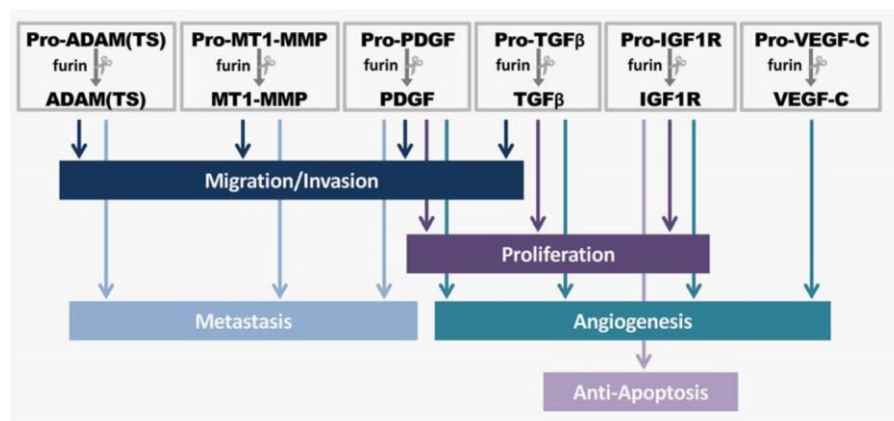 Pro-ADAM(TS) Pro-MT1-MMP Pro-PDGF Pro-TGFβ Pro-IGF1R Pro-VEGF-C
furin furin furin furin furin furin
ADAM(TS) MT1-MMP PDGF TGFβ IGF1R VEGF-C
Migration/Invasion
Proliferation
Metastasis Angiogenesis
Anti-Apoptosis